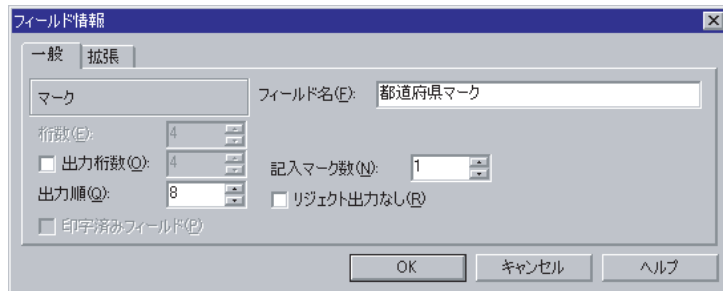 フィールド情報
一般 拡張
マーク フィールド名(F): 都道府県マーク
桁数(E): 4
出力桁数(O): 4 記入マーク数(N): 1
出力順(Q): 8 リジェクト出力なし(R)
印字済みフィールド(P)
OK キャンセル ヘルプ